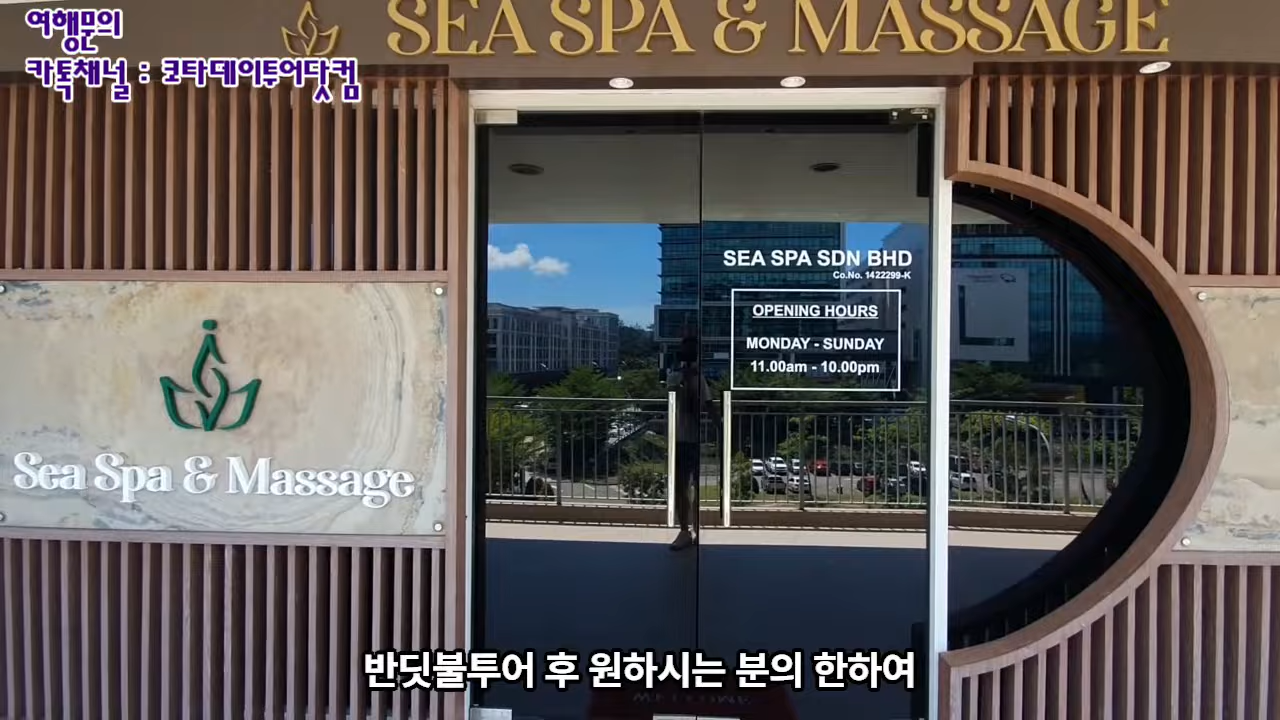 SEA SPA & MASSAGE
여행문의
카톡채널 : 코타데이투어닷컴
SEA SPA SDN BHD
Co.No. 1422299-K
OPENING HOURS
MONDAY - SUNDAY
11.00am - 10.00pm
Sea Spa & Massage
반딧불투어 후 원하시는 분의 한하여